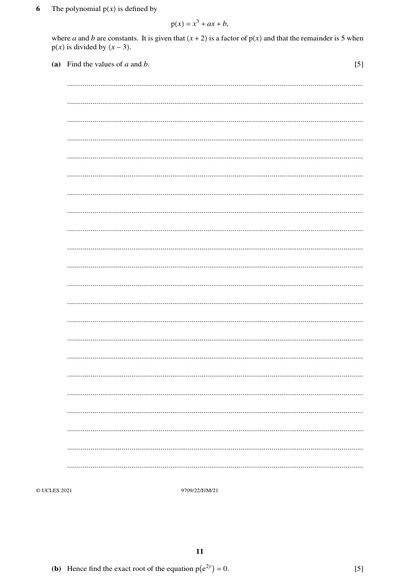 6 The polynomial p(x) is defined by
p(x) = x³ + ax + b,
where a and b are constants. It is given that (x + 2) is a factor of p(x) and that the remainder is 5 when
p(x) is divided by (x − 3).
(a) Find the values of a and b. [5]
© UCLES 2021 9709/22/F/M/21
11
(b) Hence find the exact root of the equation p(e²ʸ) = 0. [5]